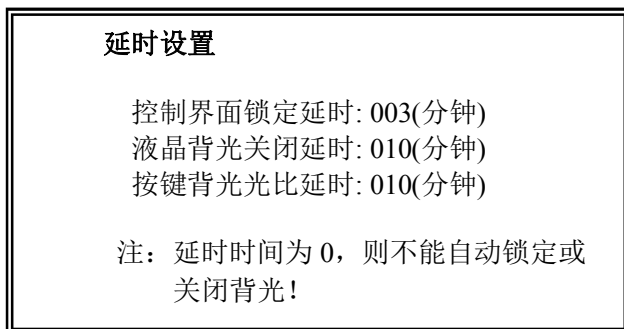 延时设置
控制界面锁定延时: 003(分钟)
液晶背光关闭延时: 010(分钟)
按键背光光比延时: 010(分钟)
注：延时时间为 0，则不能自动锁定或
关闭背光！